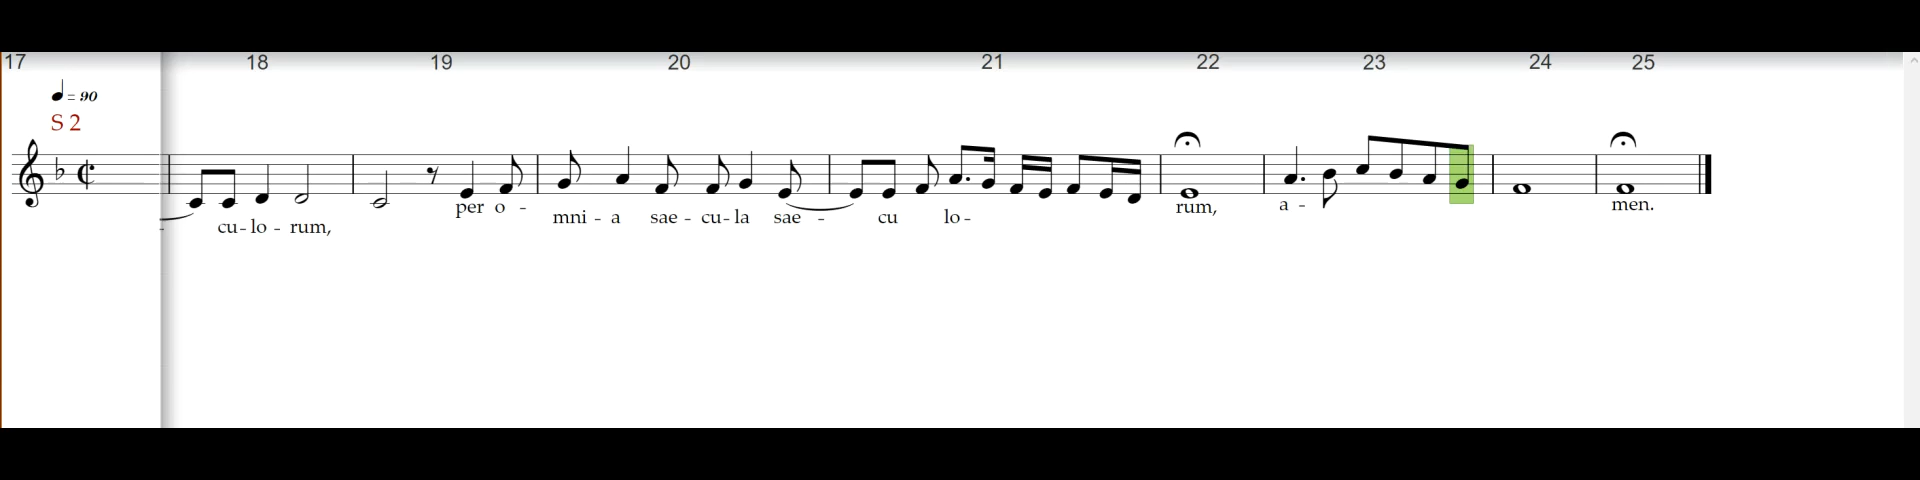 17 18 19 20 21 22 23 24 25
= 90
S 2
per o - rum, a - men.
mni - a sae - cu - la sae - cu lo -
- cu - lo - rum,